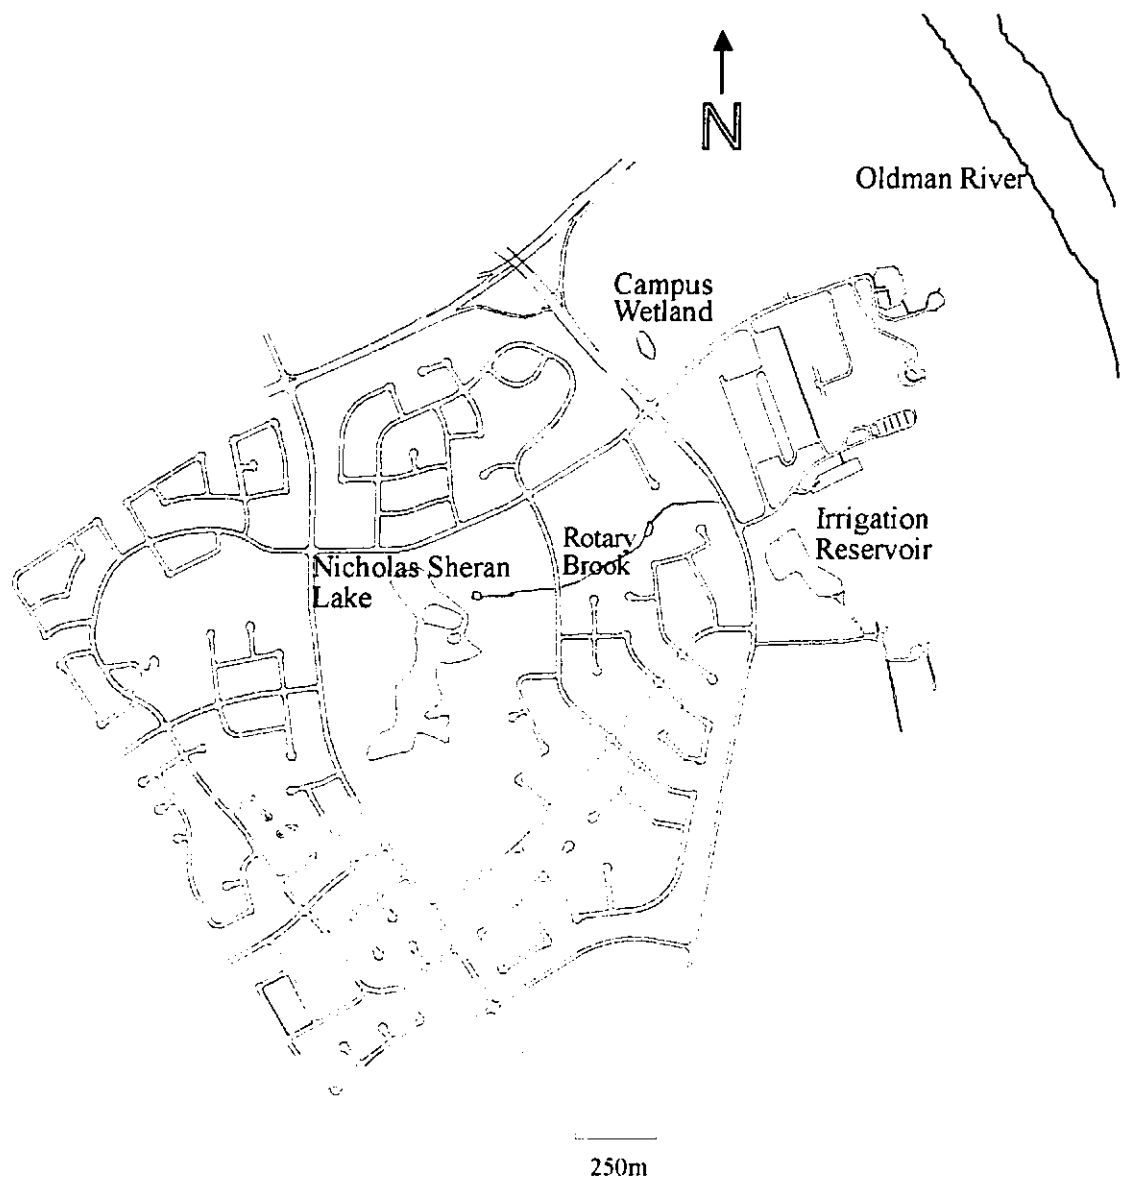 N
Oldman River
Campus
Wetland
Irrigation
Reservoir
Rotary
Brook
Nicholas Sheran
Lake
250m